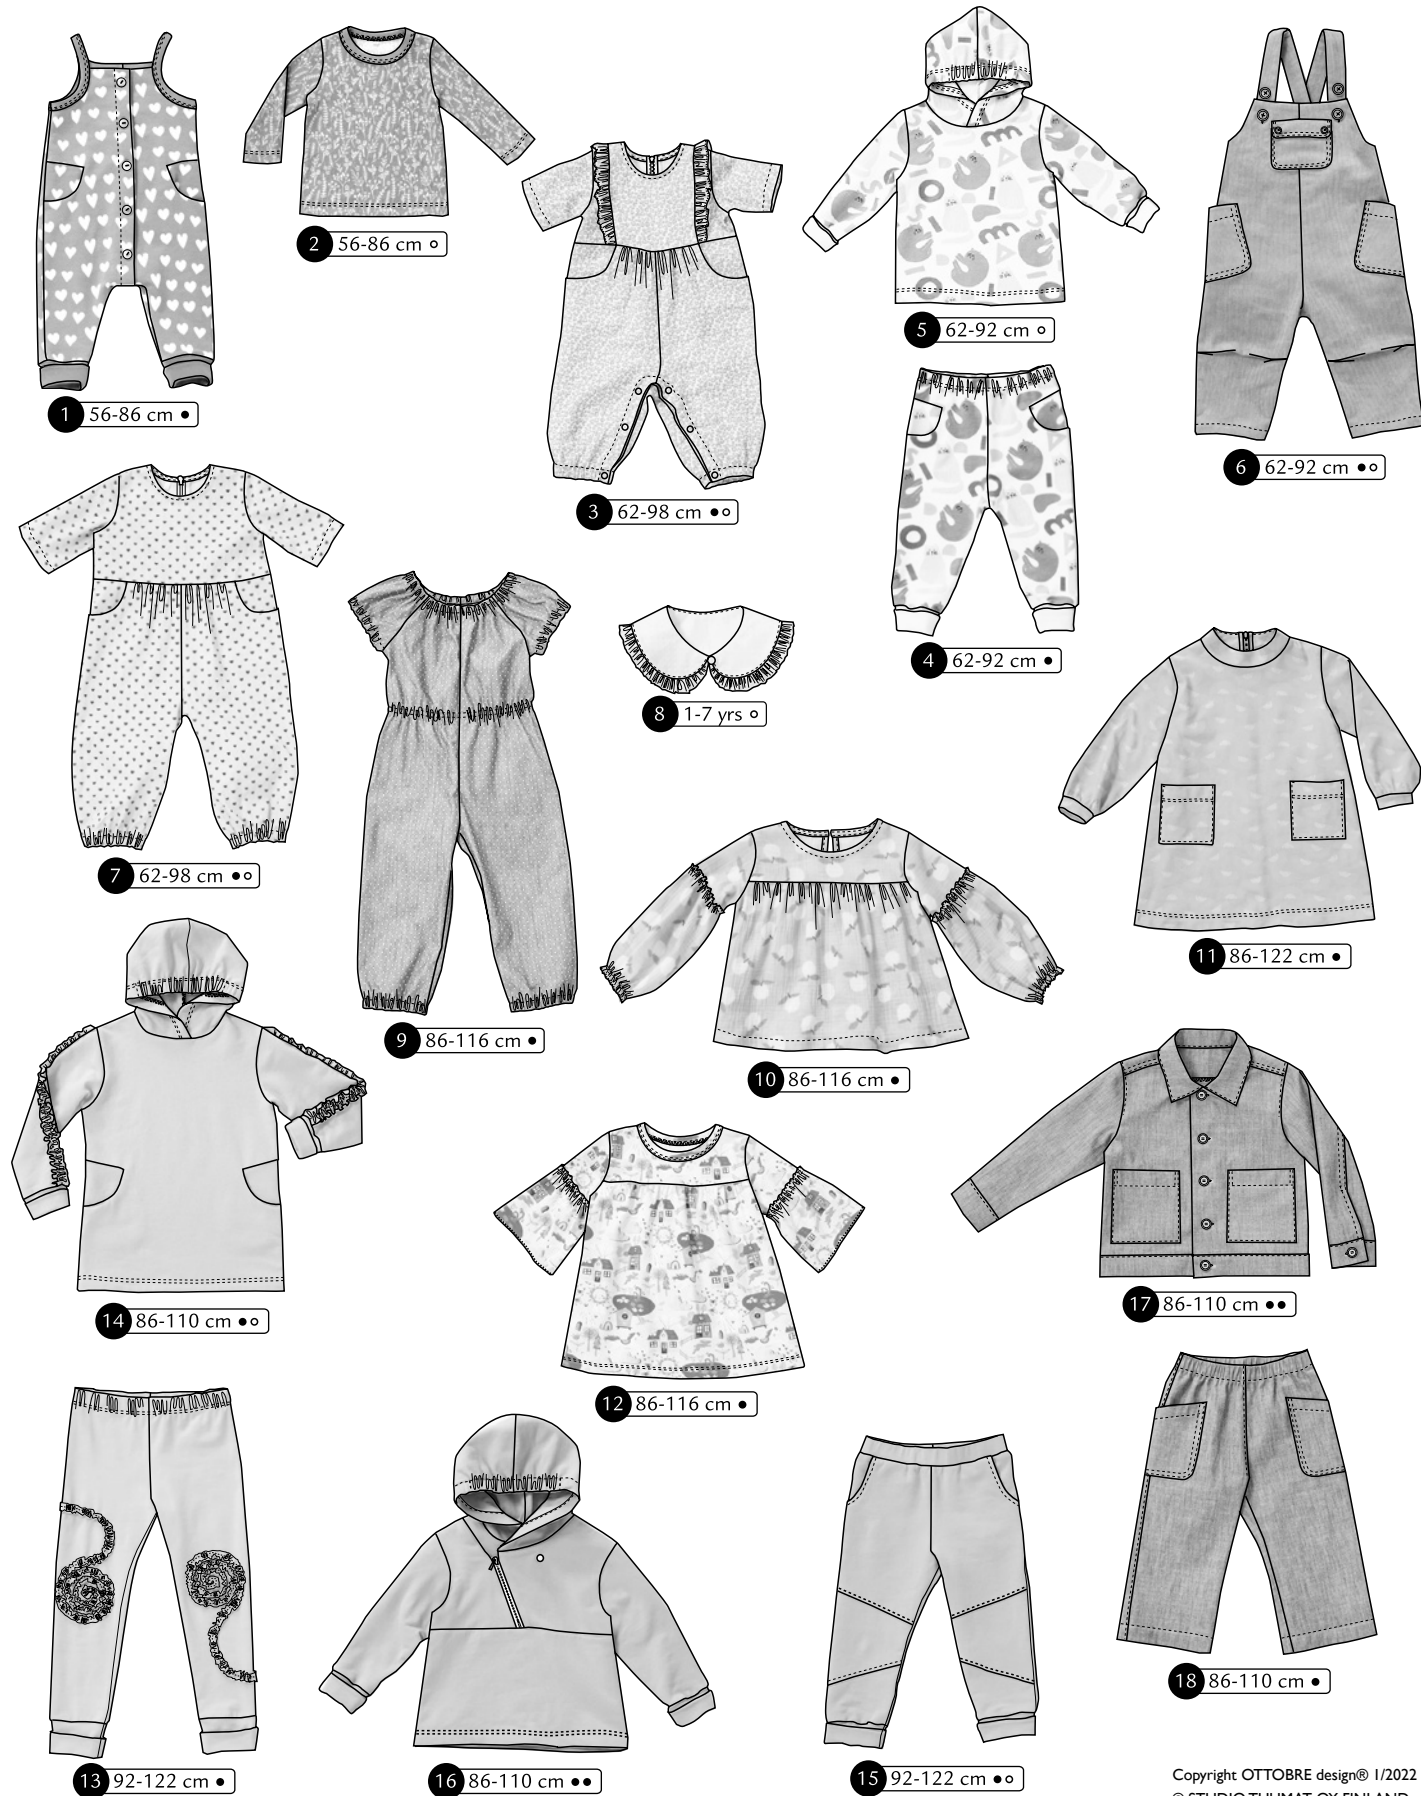 1 56-86 cm ●
2 56-86 cm ○
3 62-98 cm ●○
5 62-92 cm ○
4 62-92 cm ●
6 62-92 cm ●○
7 62-98 cm ●○
8 1-7 yrs ○
9 86-116 cm ●
10 86-116 cm ●
11 86-122 cm ●
14 86-110 cm ●○
12 86-116 cm ●
17 86-110 cm ●●
13 92-122 cm ●
16 86-110 cm ●●
15 92-122 cm ●○
18 86-110 cm ●
Copyright OTTOBRE design® 1/2022
© STUDIO TUUMAT OY, FINLAND